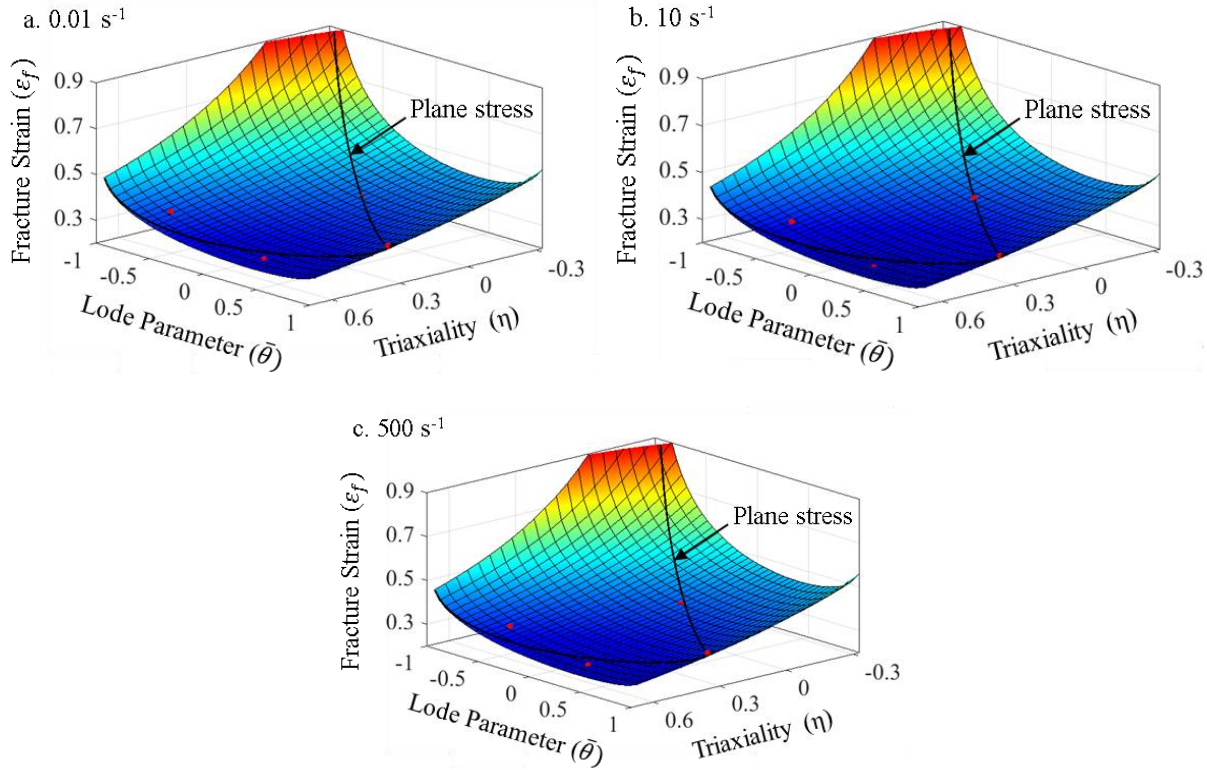 a. 0.01 s⁻¹
Fracture Strain (ε_f)
0.9
0.7
0.5
0.3
-1
-0.5
0
0.5
1
Lode Parameter (θ̄)
0.6
0.3
0
-0.3
Triaxiality (η)
Plane stress
b. 10 s⁻¹
Fracture Strain (ε_f)
0.9
0.7
0.5
0.3
-1
-0.5
0
0.5
1
Lode Parameter (θ̄)
0.6
0.3
0
-0.3
Triaxiality (η)
Plane stress
c. 500 s⁻¹
Fracture Strain (ε_f)
0.9
0.7
0.5
0.3
-1
-0.5
0
0.5
1
Lode Parameter (θ̄)
0.6
0.3
0
-0.3
Triaxiality (η)
Plane stress